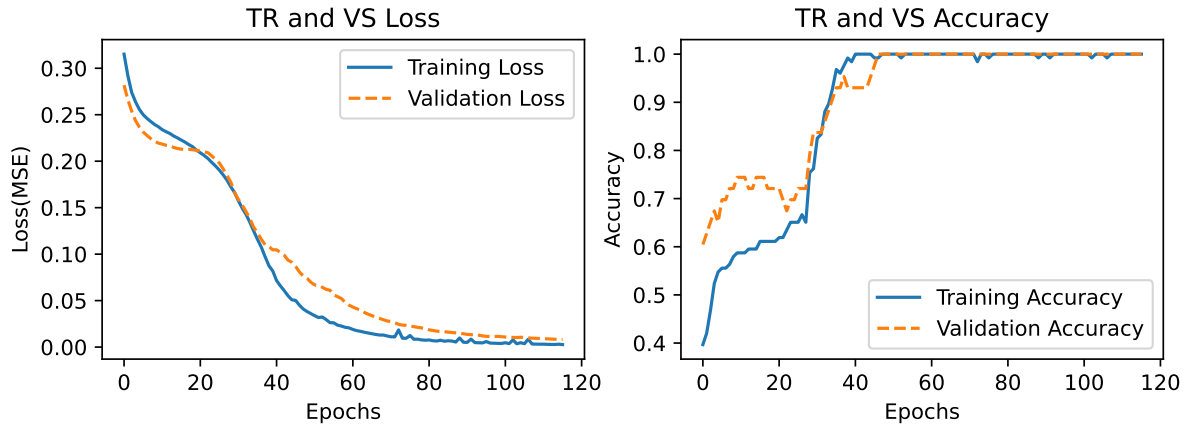 TR and VS Loss
Loss(MSE)
0.30
0.25
0.20
0.15
0.10
0.05
0.00
Training Loss
Validation Loss
0 20 40 60 80 100 120
Epochs
TR and VS Accuracy
Accuracy
1.0
0.9
0.8
0.7
0.6
0.5
0.4
Training Accuracy
Validation Accuracy
0 20 40 60 80 100 120
Epochs